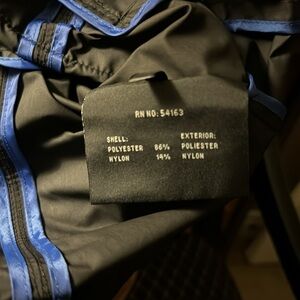 RN NO: 54163
SHELL: EXTERIOR:
POLYESTER 86% POLIESTER
NYLON 14% NYLON